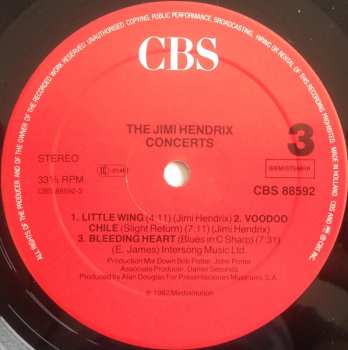 ALL RIGHTS OF THE PRODUCER AND OF THE OWNER OF THE RECORDED WORK RESERVED. UNAUTHORISED COPYING, PUBLIC PERFORMANCE, BROADCASTING, HIRING OR RENTAL OF THIS RECORD PROHIBITED. MADE IN HOLLAND
CBS
THE JIMI HENDRIX
CONCERTS
3
STEREO
33⅓ RPM
CBS 88592-3
BIEM/STEMRA
CBS 88592
1. LITTLE WING (4:11) (Jimi Hendrix) 2. VOODOO
CHILE (Slight Return) (7:11) (Jimi Hendrix)
3. BLEEDING HEART (Blues in C Sharp) (7:31)
(E. James) Intersong Music Ltd.
Production Mix Down Bob Potter, John Porter
Associate Producer, Daniel Secunda
Produced by Alan Douglas For Presentaciones Musicales, S.A.
℗ 1982 Mediamotion